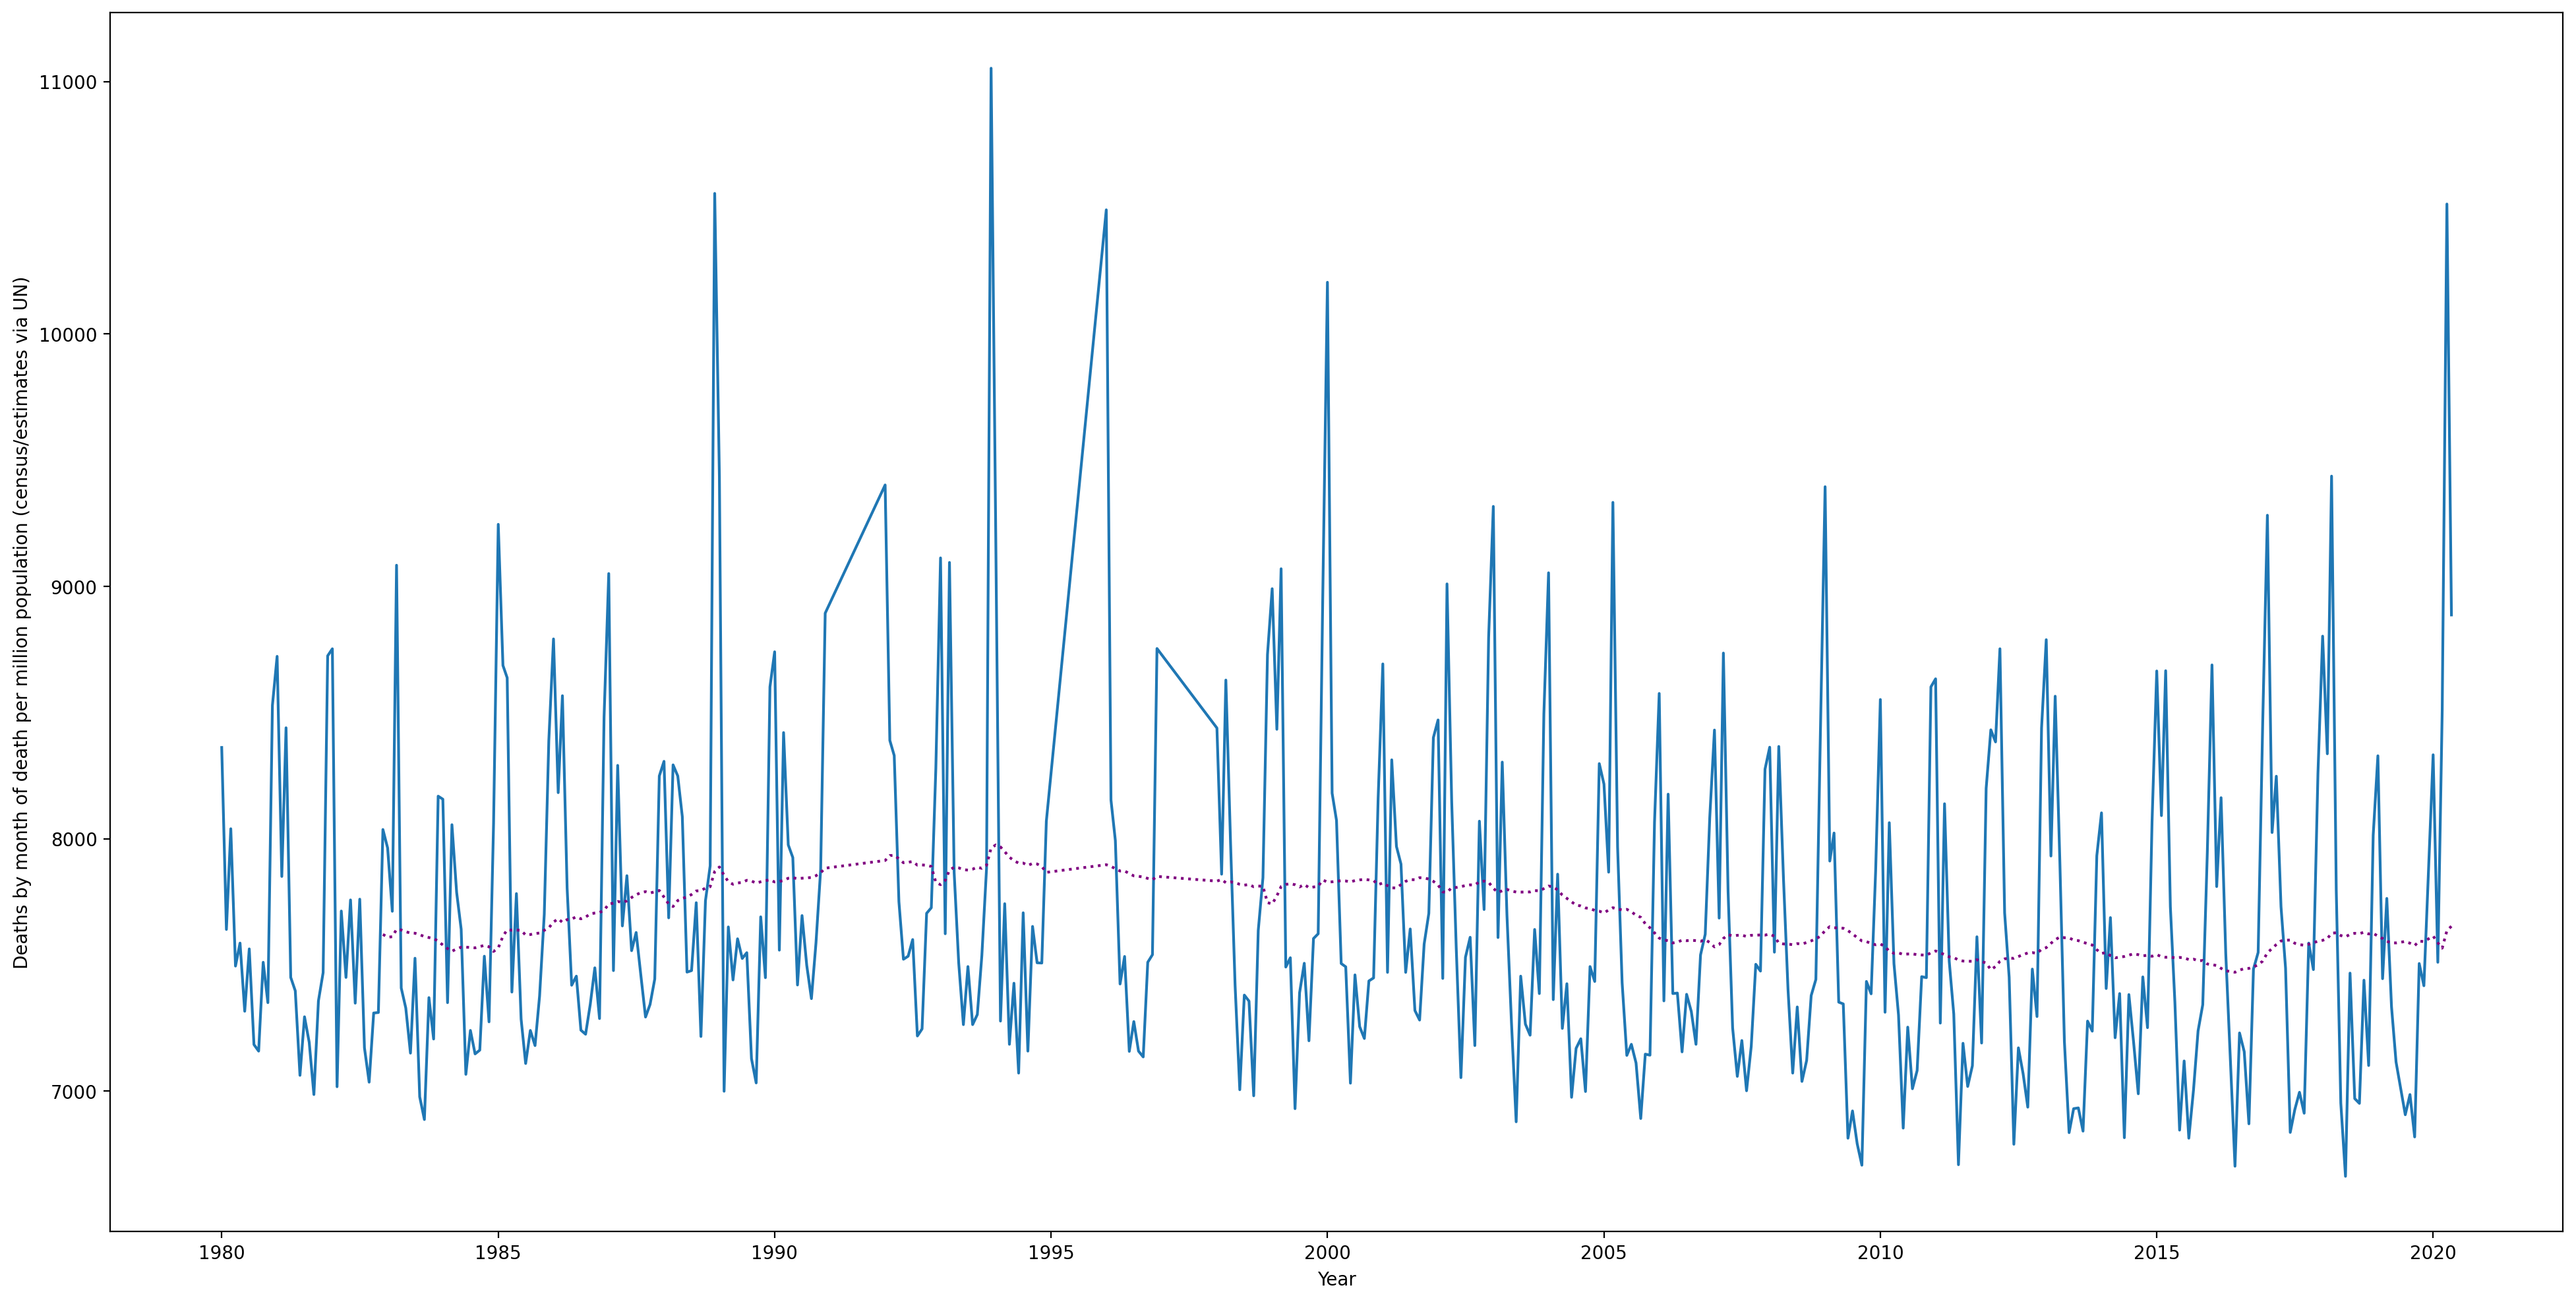 11000
10000
9000
8000
7000
Deaths by month of death per million population (census/estimates via UN)
1980 1985 1990 1995 2000 2005 2010 2015 2020
Year